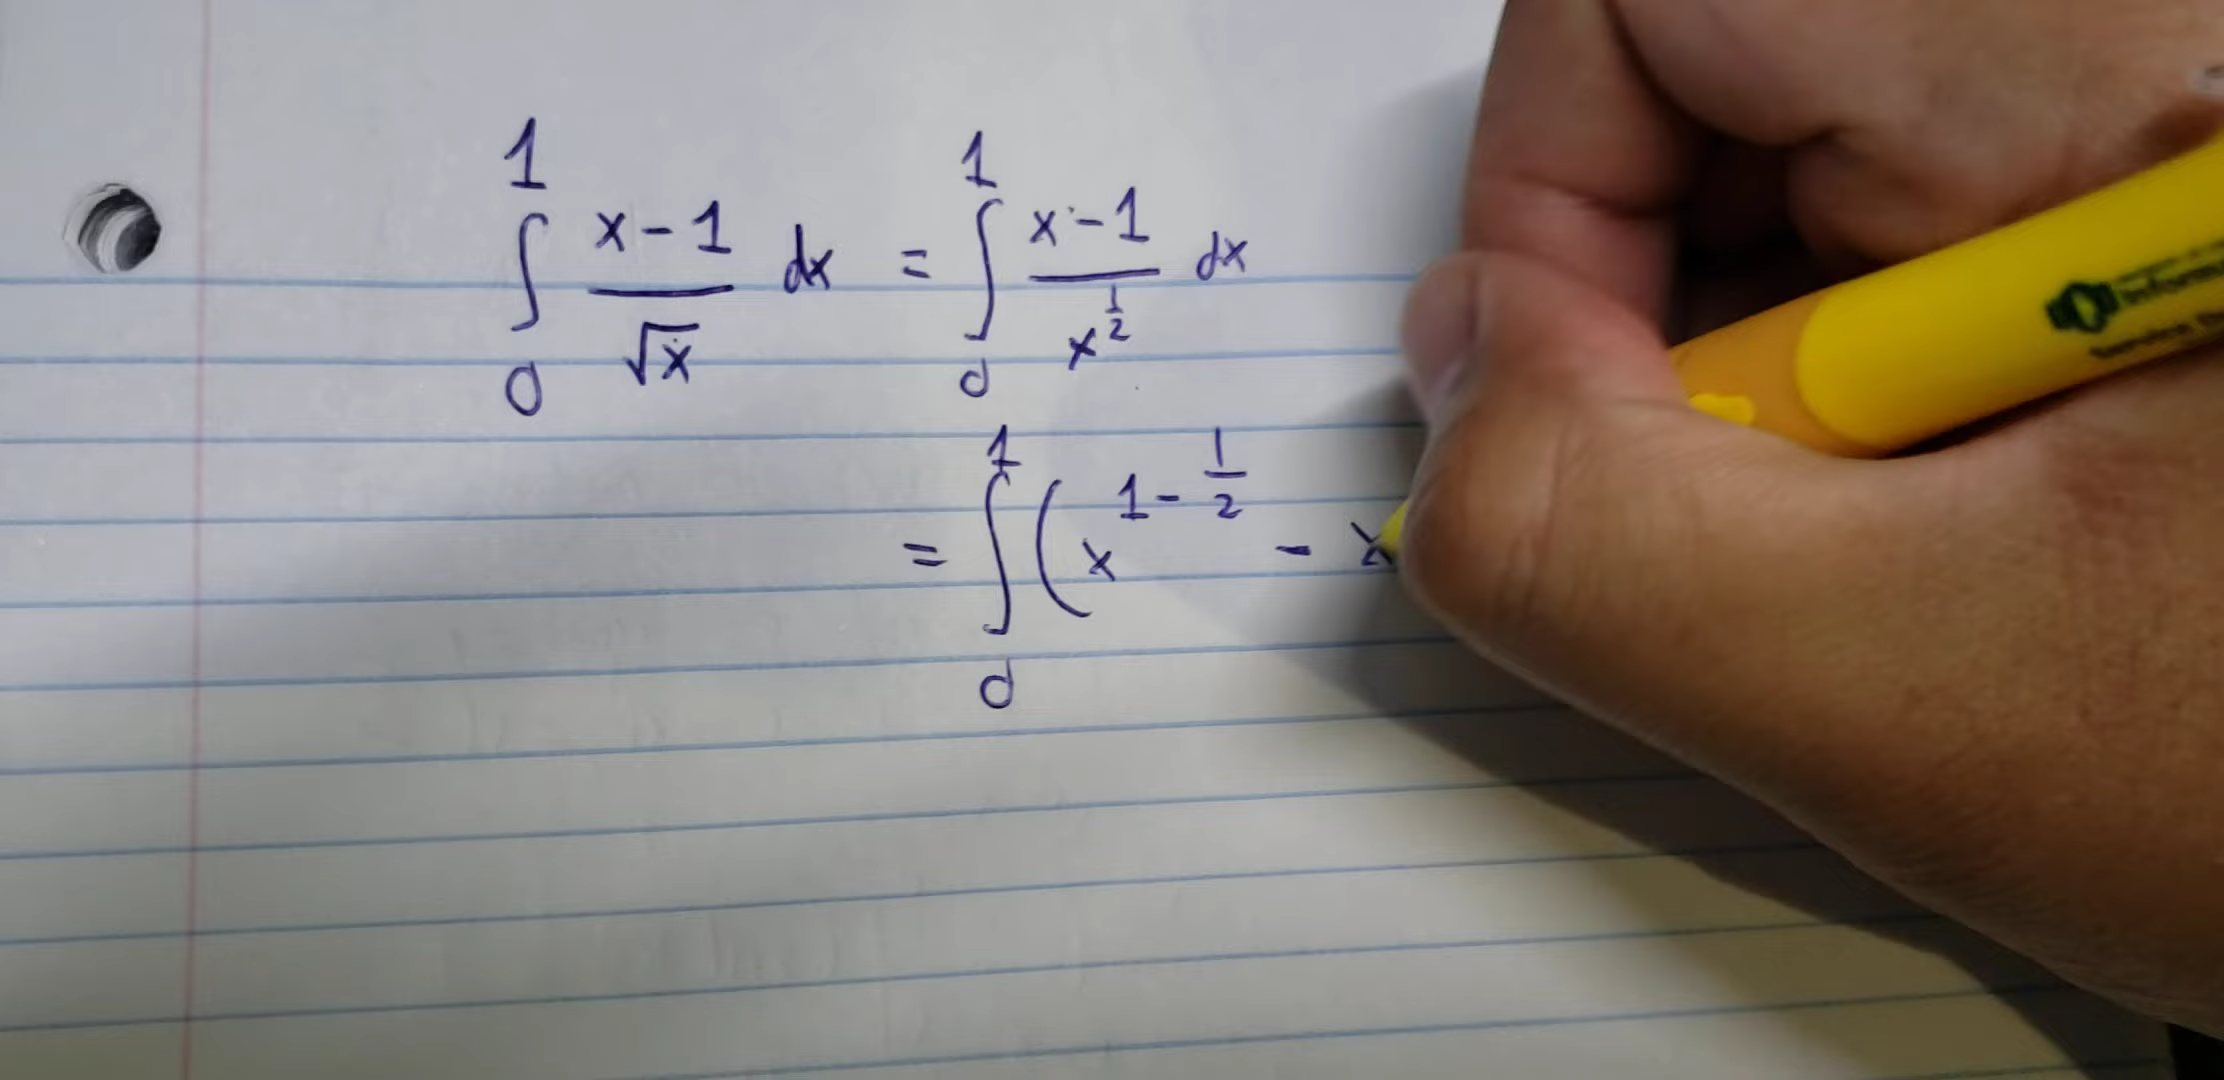 ∫₀¹ (x-1)/√x dx = ∫₀¹ (x-1)/x^(1/2) dx
= ∫₀¹ (x^(1-1/2) - x